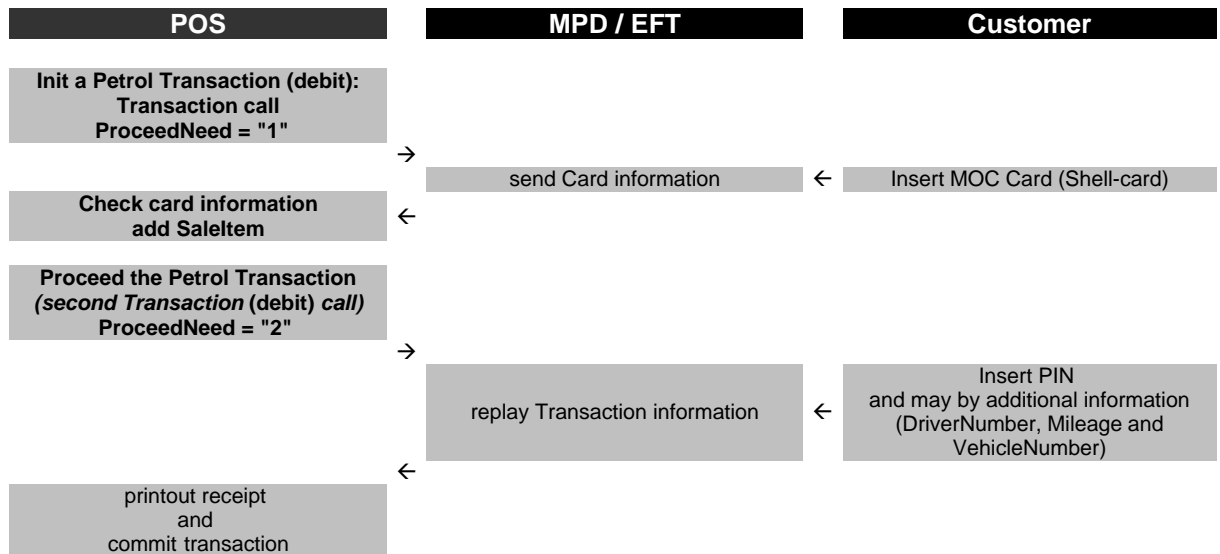 POS
MPD / EFT
Customer
Init a Petrol Transaction (debit):
Transaction call
ProceedNeed = "1"
→
send Card information
←
Insert MOC Card (Shell-card)
Check card information
add SaleItem
←
Proceed the Petrol Transaction
(second Transaction (debit) call)
ProceedNeed = "2"
→
replay Transaction information
←
Insert PIN
and may by additional information
(DriverNumber, Mileage and
VehicleNumber)
←
printout receipt
and
commit transaction